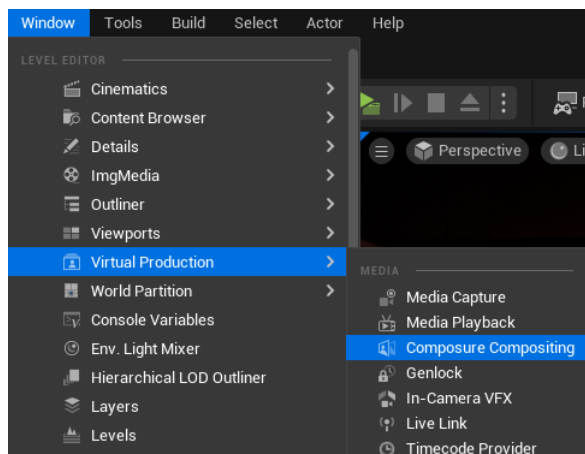 Window Tools Build Select Actor Help
LEVEL EDITOR
Cinematics
Content Browser
Details
ImgMedia
Outliner
Viewports
Virtual Production
World Partition
Console Variables
Env. Light Mixer
Hierarchical LOD Outliner
Layers
Levels
Perspective
MEDIA
Media Capture
Media Playback
Composure Compositing
Genlock
In-Camera VFX
Live Link
Timecode Provider